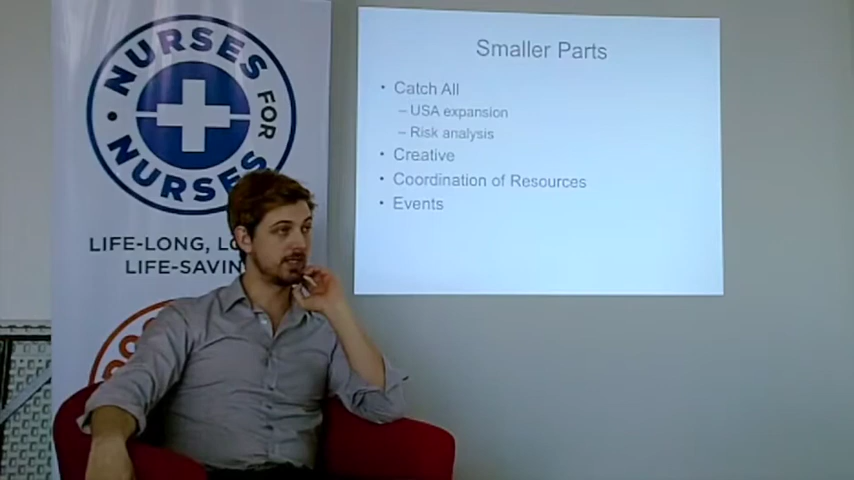 NURSES
FOR
NURSES
LIFE-LONG,
LIFE-SAVIN
Smaller Parts
• Catch All
– USA expansion
– Risk analysis
• Creative
• Coordination of Resources
• Events